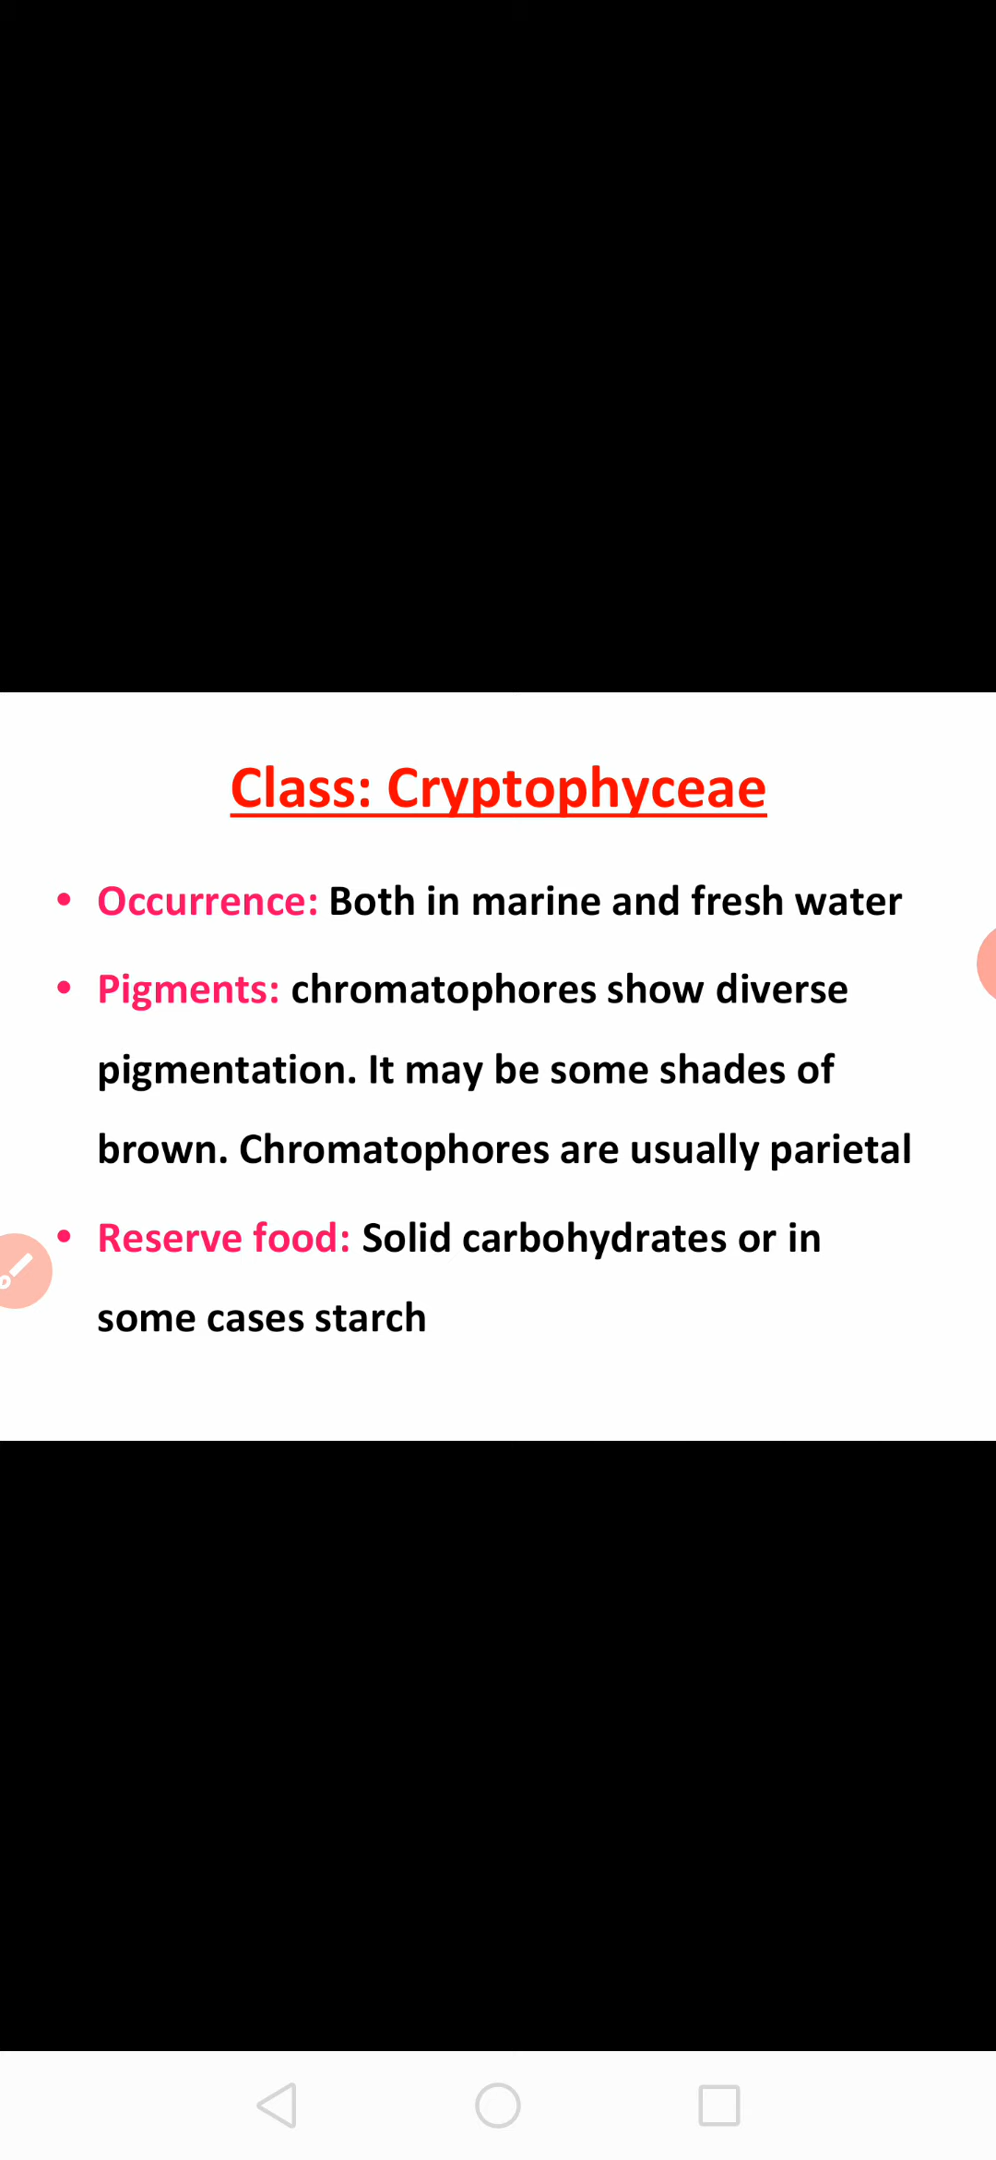 Class: Cryptophyceae
• Occurrence: Both in marine and fresh water
• Pigments: chromatophores show diverse
pigmentation. It may be some shades of
brown. Chromatophores are usually parietal
• Reserve food: Solid carbohydrates or in
some cases starch